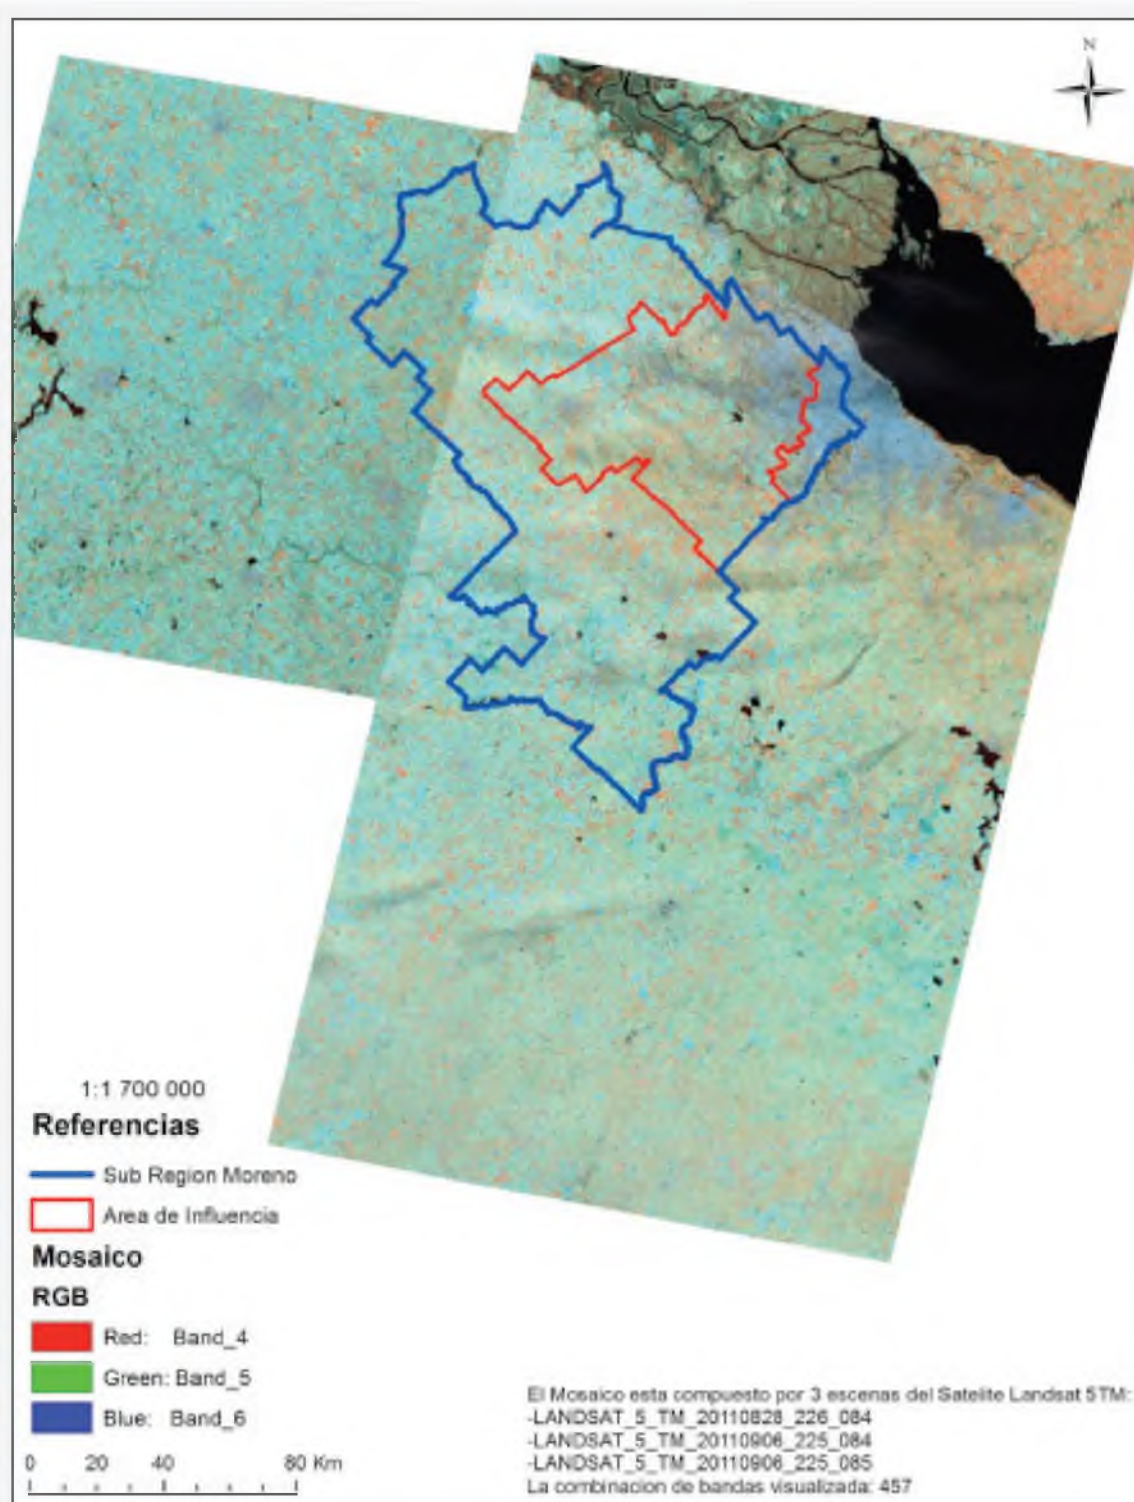 N
1:1 700 000
Referencias
Sub Region Moreno
Area de Influencia
Mosaico
RGB
Red: Band_4
Green: Band_5
Blue: Band_6
0 20 40 80 Km
El Mosaico esta compuesto por 3 escenas del Satelite Landsat 5TM:
-LANDSAT_5_TM_20110828_226_084
-LANDSAT_5_TM_20110906_225_084
-LANDSAT_5_TM_20110906_225_085
La combinacion de bandas visualizada: 457